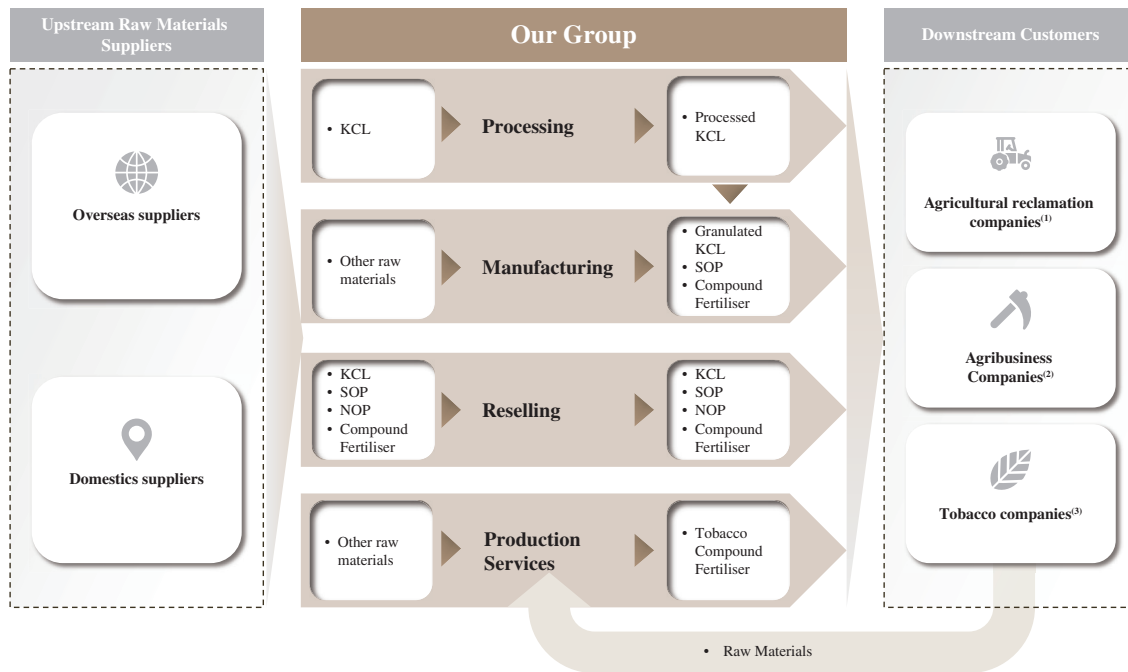 Upstream Raw Materials
Suppliers
Our Group
Downstream Customers
Overseas suppliers
Domestics suppliers
• KCL
Processing
• Processed
KCL
• Other raw
materials
Manufacturing
• Granulated
KCL
• SOP
• Compound
Fertiliser
• KCL
• SOP
• NOP
• Compound
Fertiliser
Reselling
• KCL
• SOP
• NOP
• Compound
Fertiliser
• Other raw
materials
Production
Services
• Tobacco
Compound
Fertiliser
Agricultural reclamation
companies(1)
Agribusiness
Companies(2)
Tobacco companies(3)
• Raw Materials